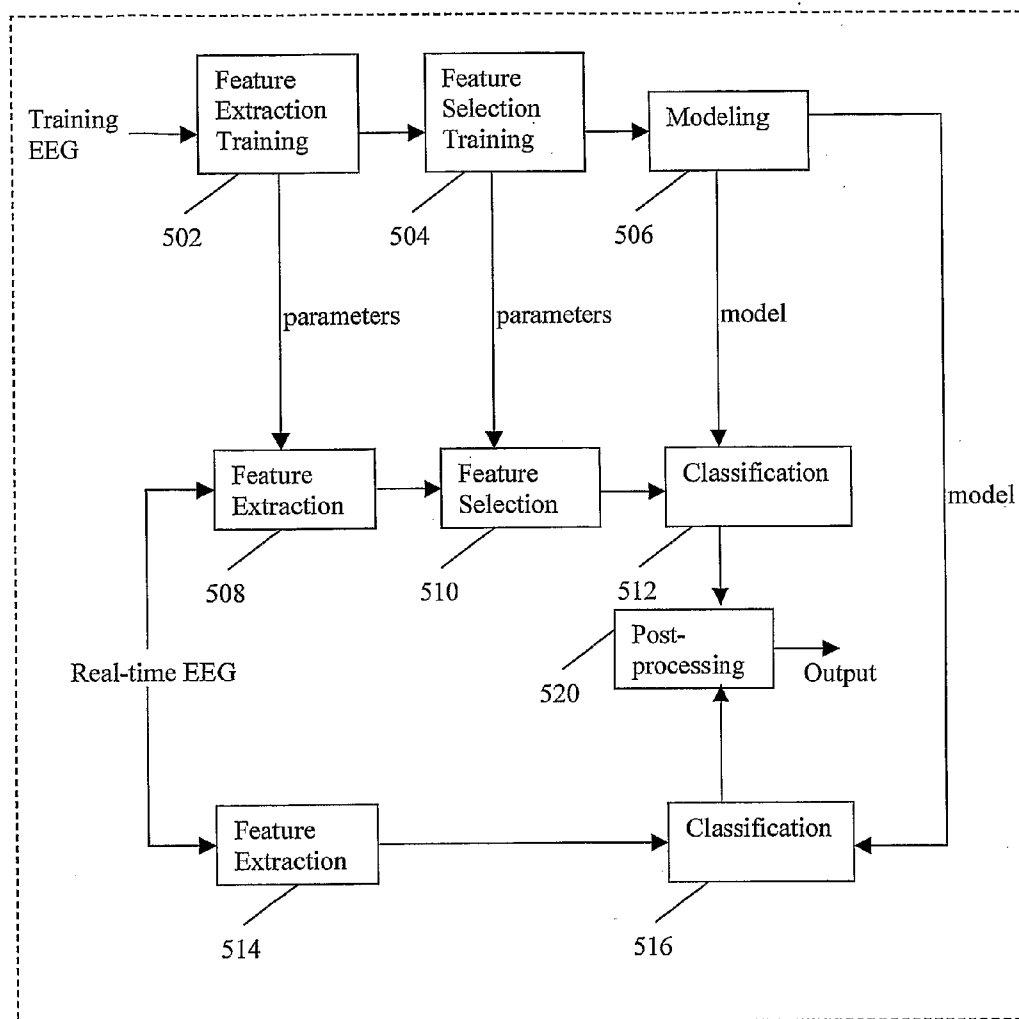 Training
EEG
Feature
Extraction
Training
Feature
Selection
Training
Modeling
502
504
506
parameters
parameters
model
model
Feature
Extraction
Feature
Selection
Classification
508
510
512
Real-time EEG
Post-
processing
Output
520
Feature
Extraction
Classification
514
516